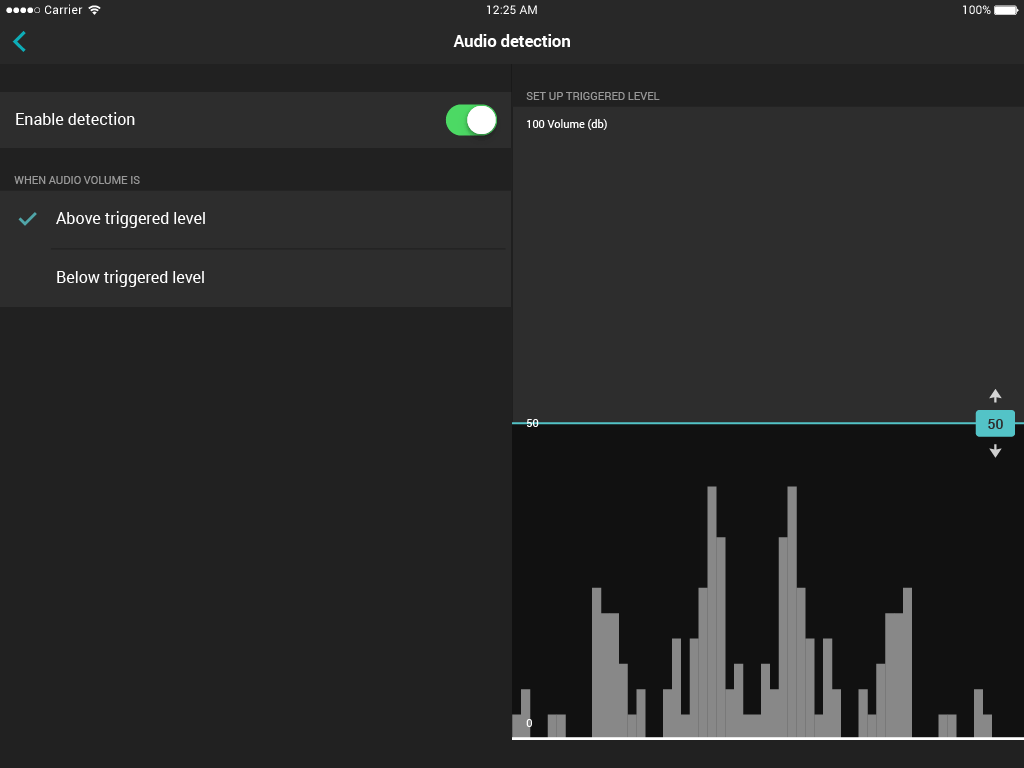 Carrier 12:25 AM 100%
Audio detection
Enable detection
WHEN AUDIO VOLUME IS
Above triggered level
Below triggered level
SET UP TRIGGERED LEVEL
100 Volume (db)
50 50
0